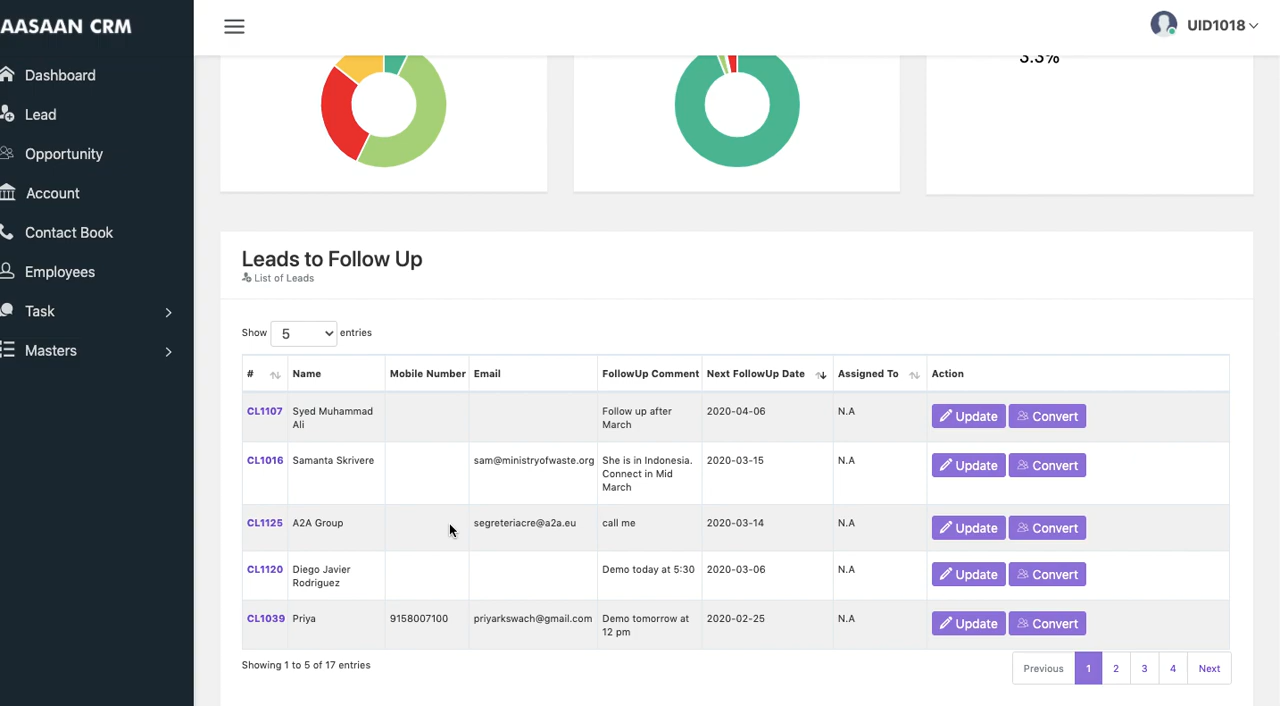 AASAAN CRM
UID1018
Dashboard
Lead
Opportunity
Account
Contact Book
Employees
Task
Masters
3.3%
Leads to Follow Up
List of Leads
Show 5 entries
# Name Mobile Number Email FollowUp Comment Next FollowUp Date Assigned To Action
CL1107 Syed Muhammad Follow up after 2020-04-06 N.A Update Convert
Ali March
CL1016 Samanta Skrivere sam@ministryofwaste.org She is in Indonesia. 2020-03-15 N.A Update Convert
Connect in Mid
March
CL1125 A2A Group segreteriacre@a2a.eu call me 2020-03-14 N.A Update Convert
CL1120 Diego Javier Demo today at 5:30 2020-03-06 N.A Update Convert
Rodriguez
CL1039 Priya 9158007100 priyarkswach@gmail.com Demo tomorrow at 2020-02-25 N.A Update Convert
12 pm
Showing 1 to 5 of 17 entries
Previous 1 2 3 4 Next